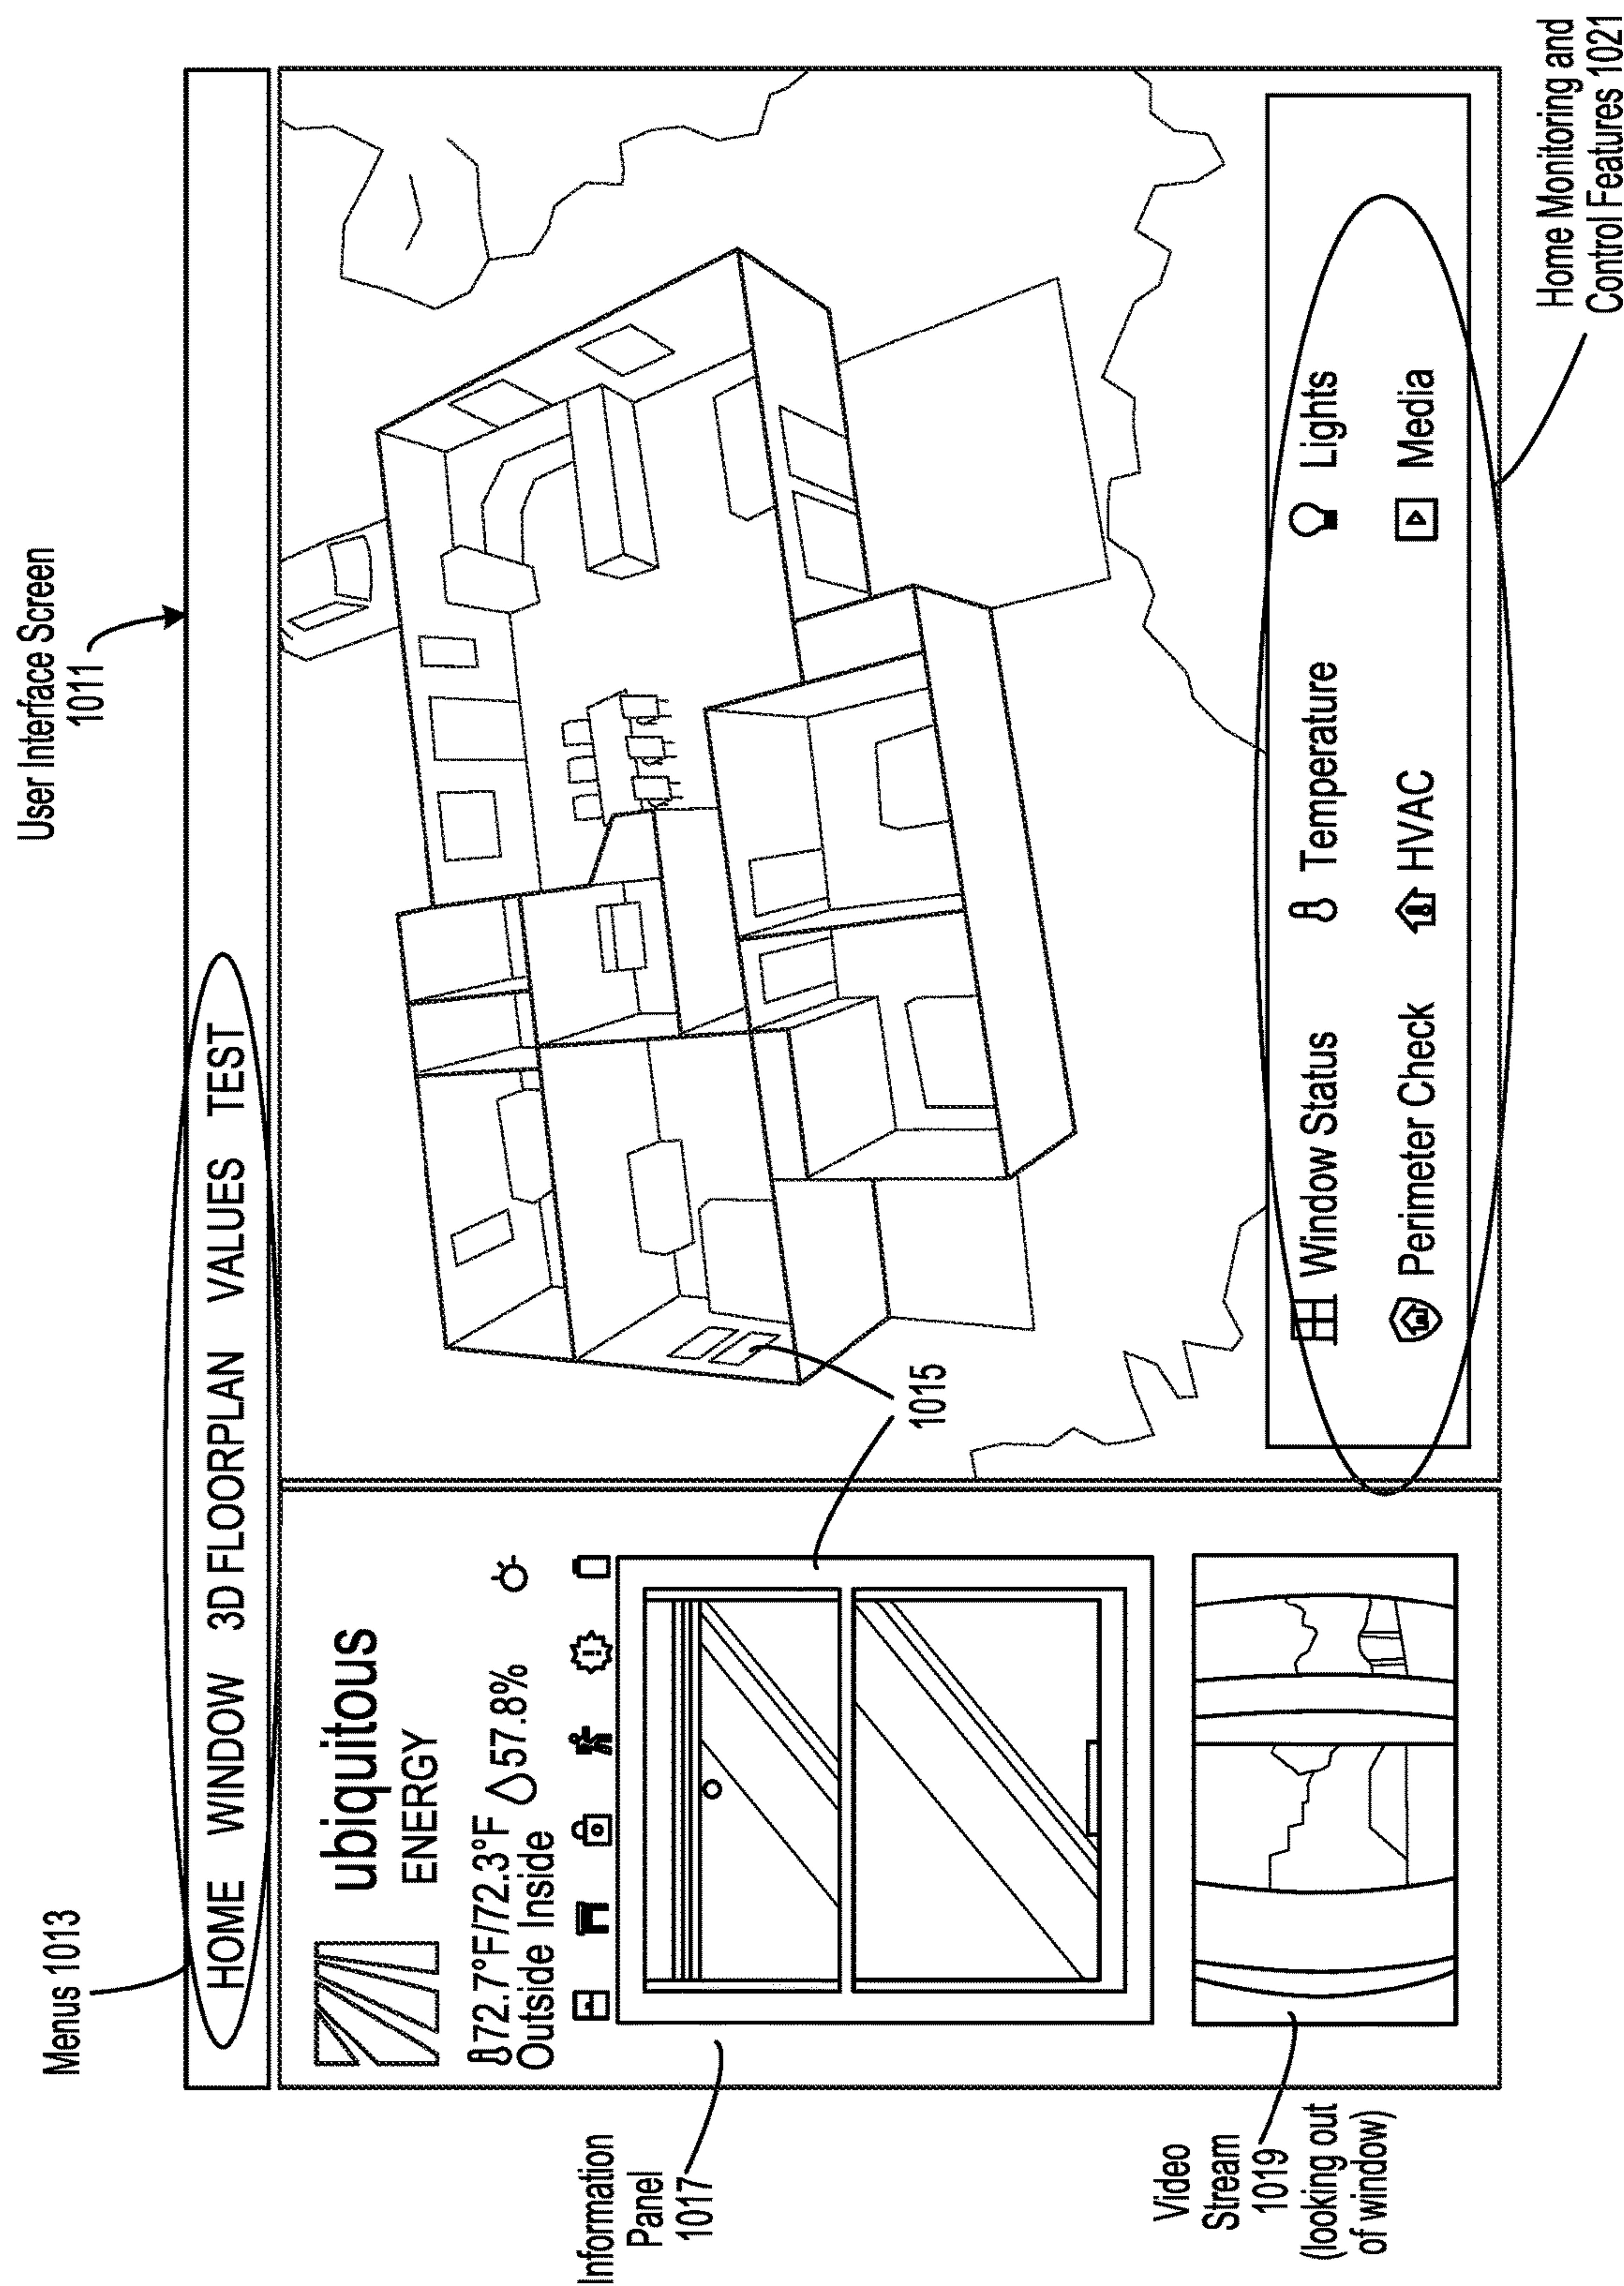 User Interface Screen
1011
Menus 1013
HOME WINDOW 3D FLOORPLAN VALUES TEST
ubiquitous
ENERGY
72.7°F/72.3°F 57.8%
Outside Inside
1015
Information
Panel
1017
Video
Stream
1019
(looking out
of window)
Window Status Temperature Lights
Perimeter Check HVAC Media
Home Monitoring and
Control Features 1021